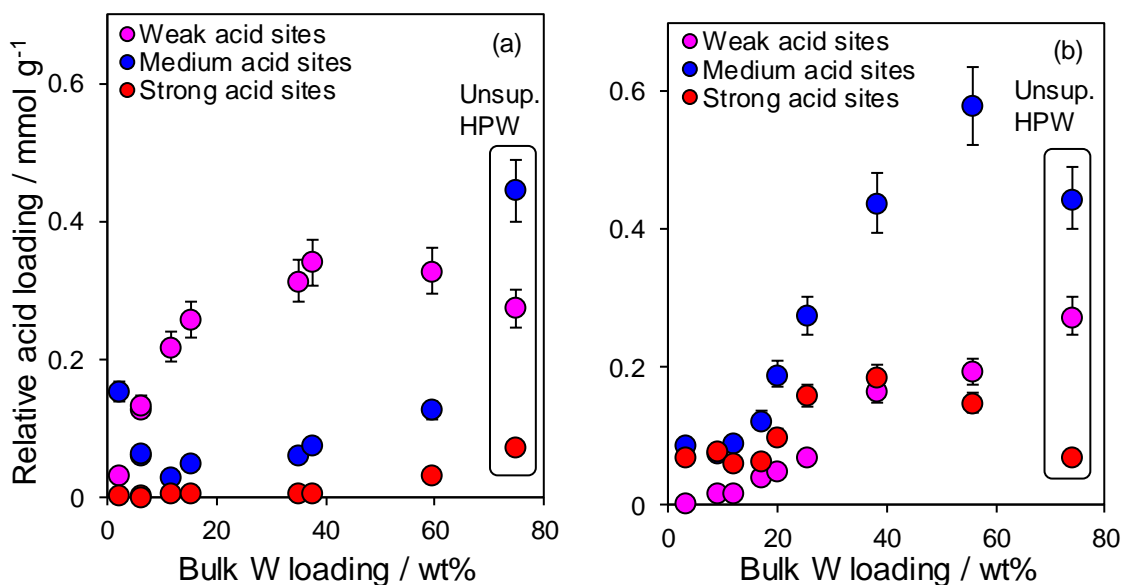 Relative acid loading / mmol g⁻¹
Weak acid sites
Medium acid sites
Strong acid sites
(a)
Unsup.
HPW
0.6
0.4
0.2
0
0
20
40
60
80
Bulk W loading / wt%
Weak acid sites
Medium acid sites
Strong acid sites
(b)
Unsup.
HPW
0.6
0.4
0.2
0
0
20
40
60
80
Bulk W loading / wt%